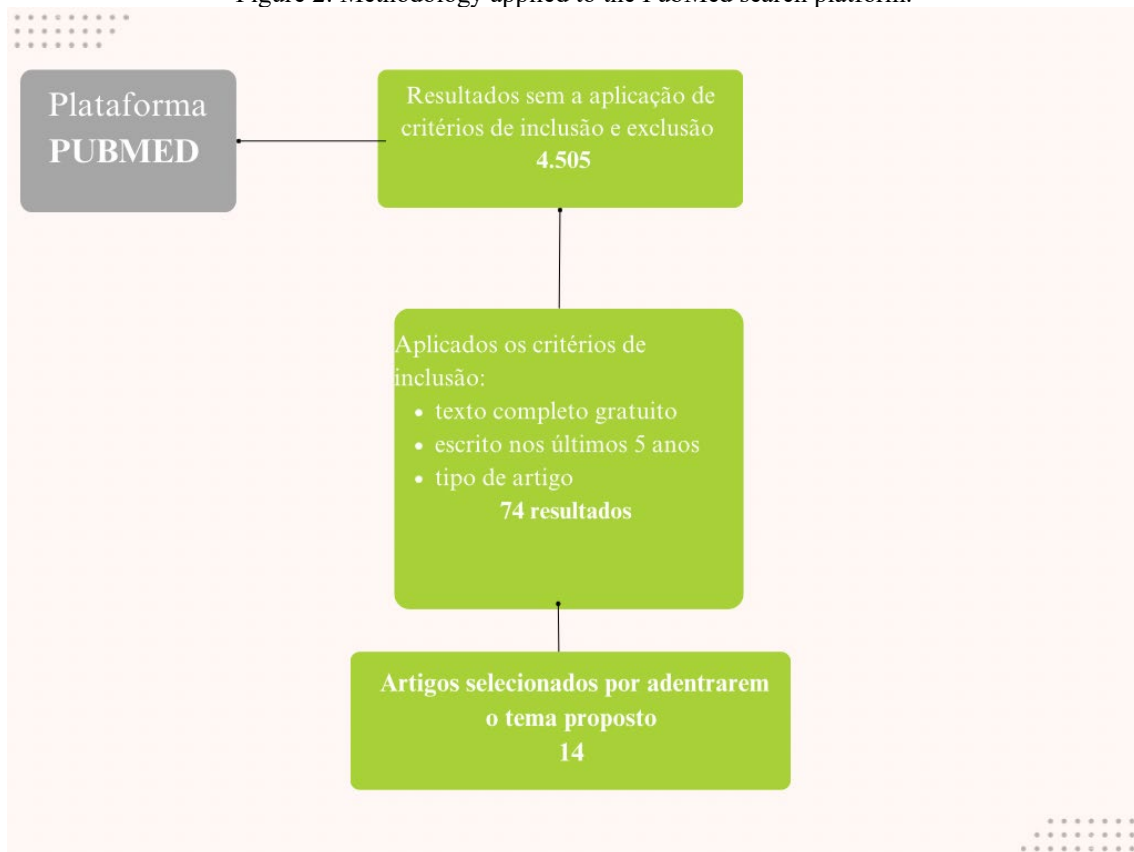 Figure 2: Methodology applied to the PubMed search platform.
Plataforma
PUBMED
Resultados sem a aplicação de
critérios de inclusão e exclusão
4.505
Aplicados os critérios de
inclusão:
• texto completo gratuito
• escrito nos últimos 5 anos
• tipo de artigo
74 resultados
Artigos selecionados por adentrarem
o tema proposto
14